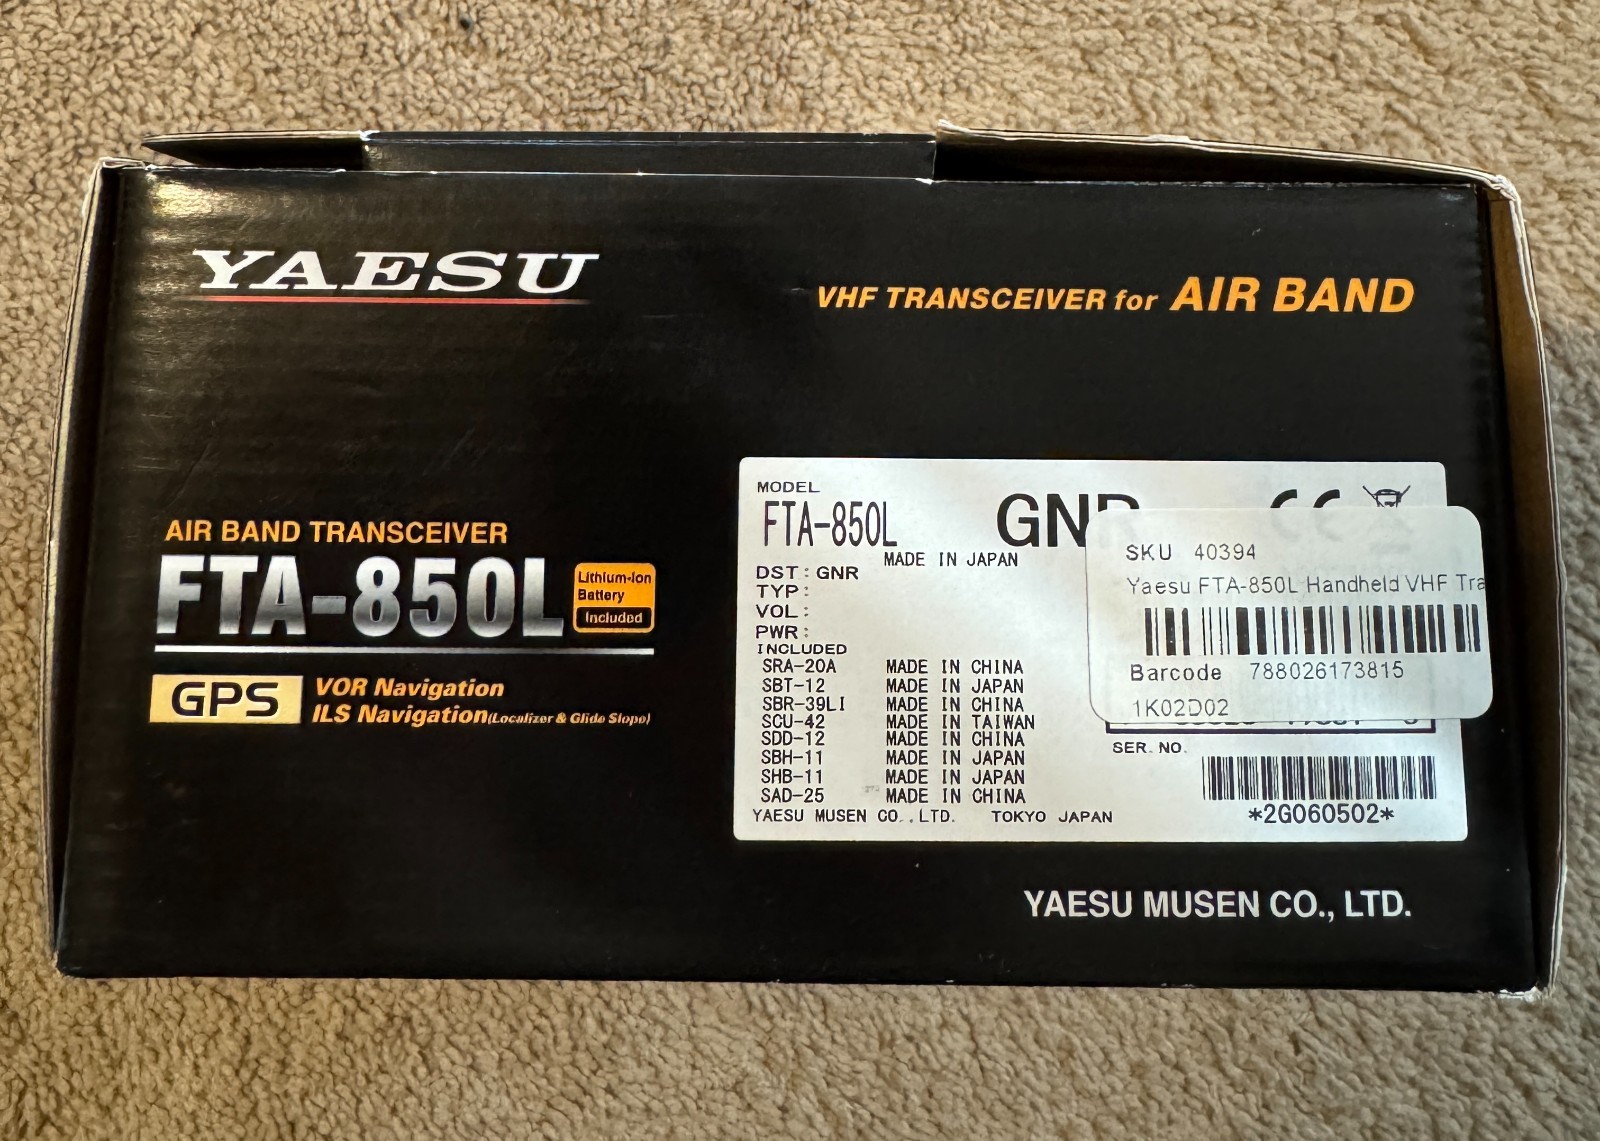 YAESU
VHF TRANSCEIVER for AIR BAND
AIR BAND TRANSCEIVER
FTA-850L
Lithium-Ion
Battery
Included
GPS
VOR Navigation
ILS Navigation(Localizer & Glide Slope)
MODEL
FTA-850L
GNR
CE
MADE IN JAPAN
DST : GNR
TYP :
VOL :
PWR :
INCLUDED
SRA-20A MADE IN CHINA
SBT-12 MADE IN JAPAN
SBR-39LI MADE IN CHINA
SCU-42 MADE IN TAIWAN
SDD-12 MADE IN CHINA
SBH-11 MADE IN JAPAN
SHB-11 MADE IN JAPAN
SAD-25 MADE IN CHINA
YAESU MUSEN CO.,LTD. TOKYO JAPAN
SKU 40394
Yaesu FTA-850L Handheld VHF Tra
Barcode 788026173815
1K02D02
SER. NO.
*2G060502*
YAESU MUSEN CO., LTD.